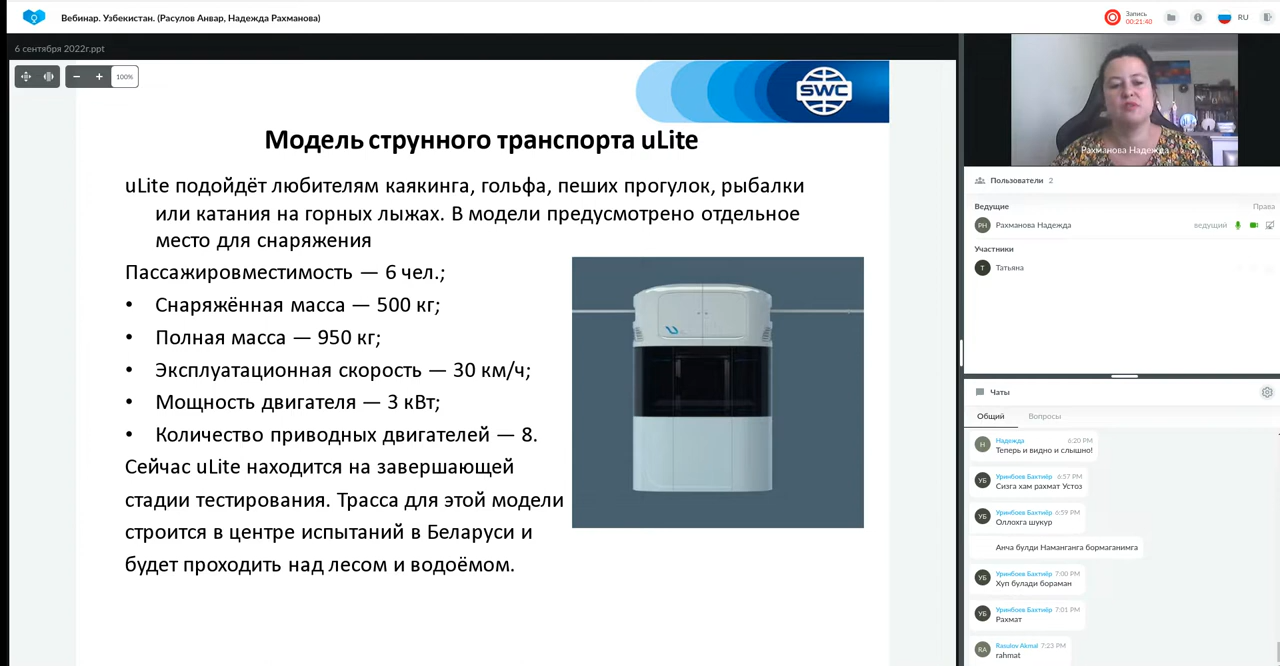 Вебинар. Узбекистан. (Расулов Анвар, Надежда Рахманова)
Запись
00:21:40
RU
6 сентября 2022г.ppt
100%
SWC
Модель струнного транспорта uLite
uLite подойдёт любителям каякинга, гольфа, пеших прогулок, рыбалки
или катания на горных лыжах. В модели предусмотрено отдельное
место для снаряжения
Пассажировместимость — 6 чел.;
• Снаряжённая масса — 500 кг;
• Полная масса — 950 кг;
• Эксплуатационная скорость — 30 км/ч;
• Мощность двигателя — 3 кВт;
• Количество приводных двигателей — 8.
Сейчас uLite находится на завершающей
стадии тестирования. Трасса для этой модели
строится в центре испытаний в Беларуси и
будет проходить над лесом и водоёмом.
Рахманова Надежда
Пользователи 2
Ведущие Права
РН Рахманова Надежда ведущий
Участники
Т Татьяна
Чаты
Общий Вопросы
Н Надежда 6:20 PM
Теперь и видно и слышно!
УБ Уринбоев Бахтиёр 6:57 PM
Сизга хам рахмат Устоз
УБ Уринбоев Бахтиёр 6:59 PM
Оллохга шукур
Анча булди Наманганга бормаганимга
УБ Уринбоев Бахтиёр 7:00 PM
Хуп булади бораман
УБ Уринбоев Бахтиёр 7:01 PM
Рахмат
RA Rasulov Akmal 7:23 PM
rahmat